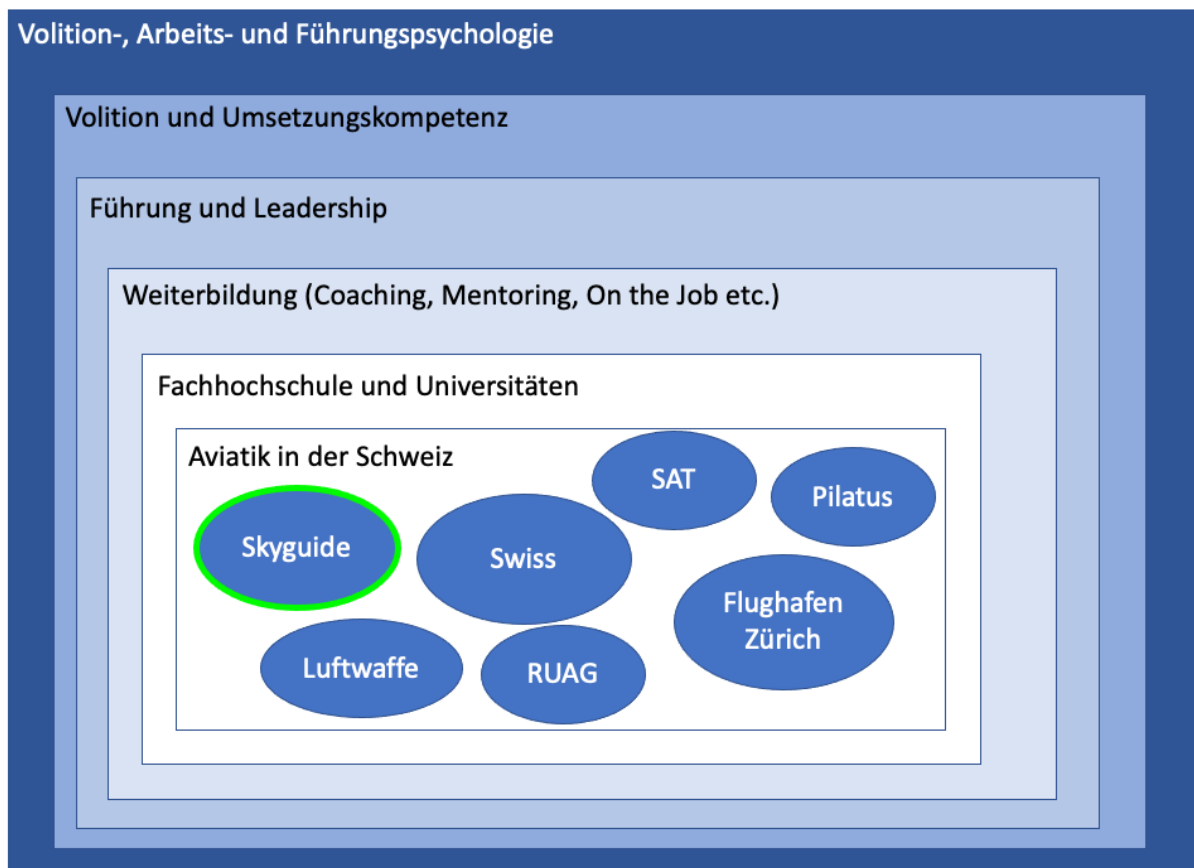 Volition-, Arbeits- und Führungspsychologie
Volition und Umsetzungskompetenz
Führung und Leadership
Weiterbildung (Coaching, Mentoring, On the Job etc.)
Fachhochschule und Universitäten
Aviatik in der Schweiz
SAT
Pilatus
Skyguide
Swiss
Flughafen
Zürich
Luftwaffe
RUAG